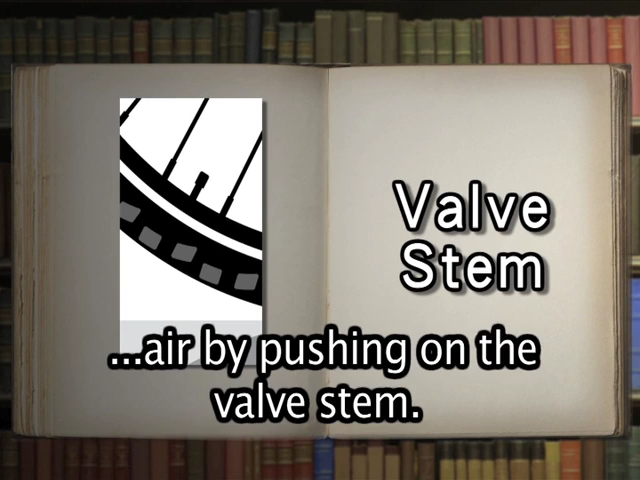 Valve
Stem
...air by pushing on the
valve stem.